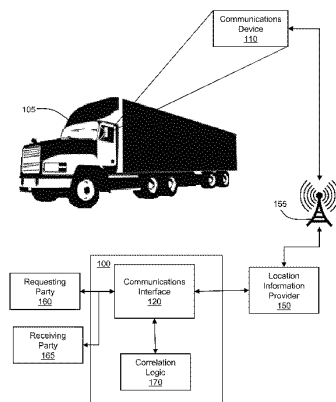 Communications
Device
110
105
155
100
Communications
Interface
120
Requesting
Party
160
Location
Information
Provider
150
Receiving
Party
165
Correlation
Logic
170